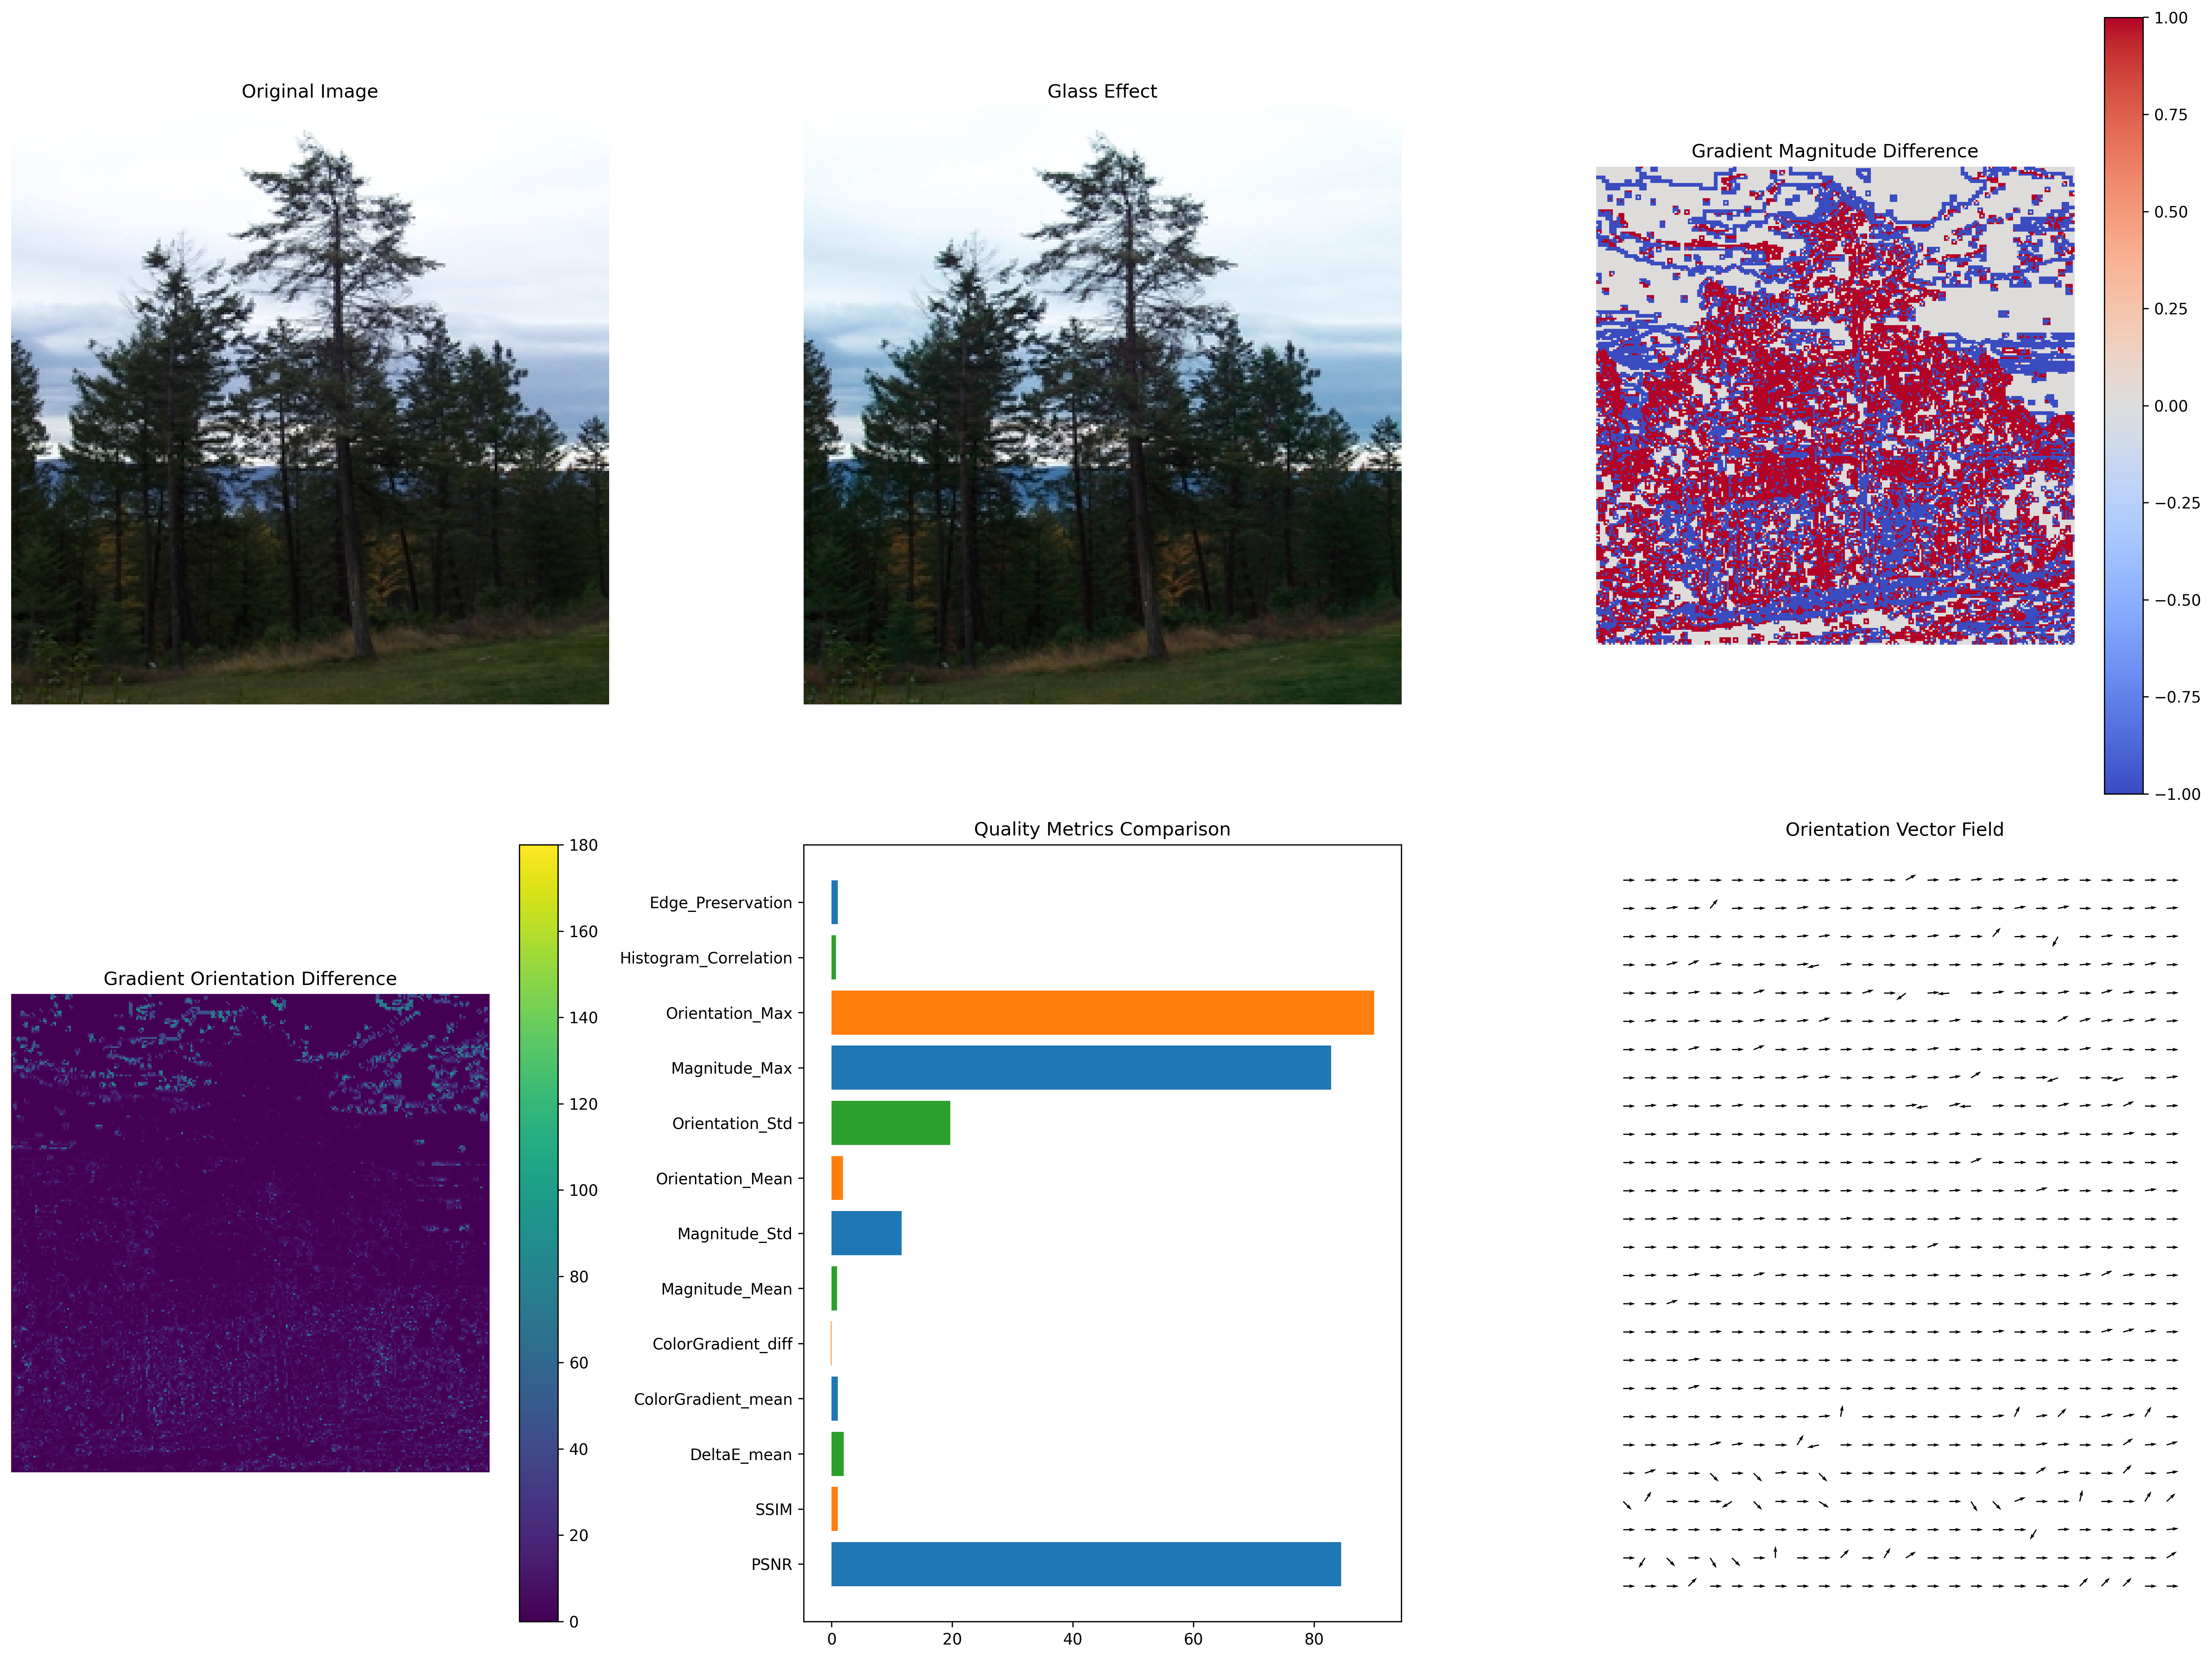 Original Image
Glass Effect
Gradient Magnitude Difference
1.00
0.75
0.50
0.25
0.00
−0.25
−0.50
−0.75
−1.00
Gradient Orientation Difference
180
160
140
120
100
80
60
40
20
0
Quality Metrics Comparison
Edge_Preservation
Histogram_Correlation
Orientation_Max
Magnitude_Max
Orientation_Std
Orientation_Mean
Magnitude_Std
Magnitude_Mean
ColorGradient_diff
ColorGradient_mean
DeltaE_mean
SSIM
PSNR
0 20 40 60 80
Orientation Vector Field